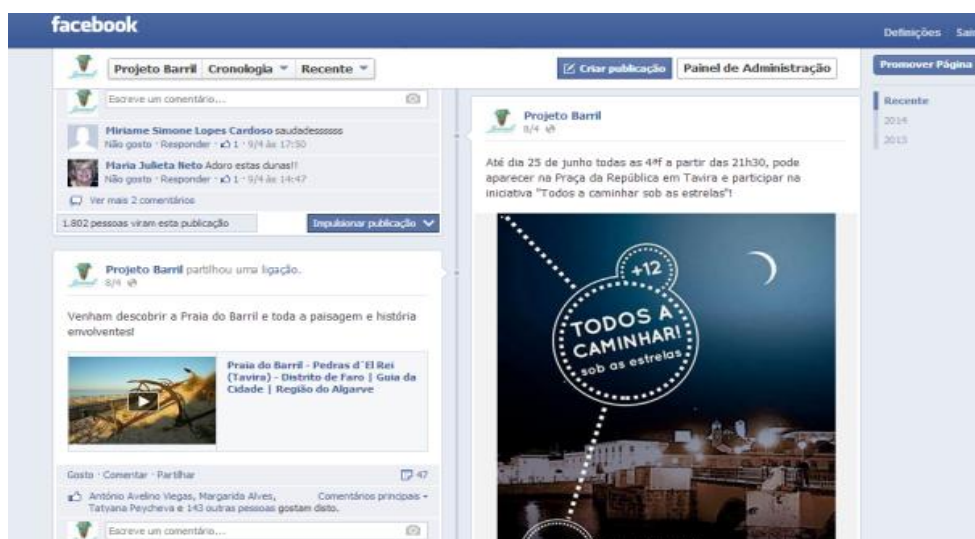 facebook
Definições Sair
Projeto Barril Cronologia Recente
Criar publicação Painel de Administração
Promover Página
Recente
2014
2013
Escreve um comentário...
Miriame Simone Lopes Cardoso saudadessssss
Não gosto · Responder · 1 · 9/4 às 17:50
Maria Julieta Neto Adoro estas dunas!!
Não gosto · Responder · 1 · 9/4 às 14:47
Ver mais 2 comentários
1.802 pessoas viram esta publicação Impulsionar publicação
Projeto Barril partilhou uma ligação.
8/4
Venham descobrir a Praia do Barril e toda a paisagem e história
envolventes!
Praia do Barril - Pedras d´El Rei
(Tavira) - Distrito de Faro | Guia da
Cidade | Região do Algarve
Gosto · Comentar · Partilhar 47
António Avelino Viegas, Margarida Alves,
Tatyana Peycheva e 143 outras pessoas gostam disto.
Comentários principais
Escreve um comentário...
Projeto Barril
8/4
Até dia 25 de junho todas as 4ªf a partir das 21h30, pode
aparecer na Praça da República em Tavira e participar na
iniciativa "Todos a caminhar sob as estrelas"!
+12
TODOS A
CAMINHAR!
sob as estrelas